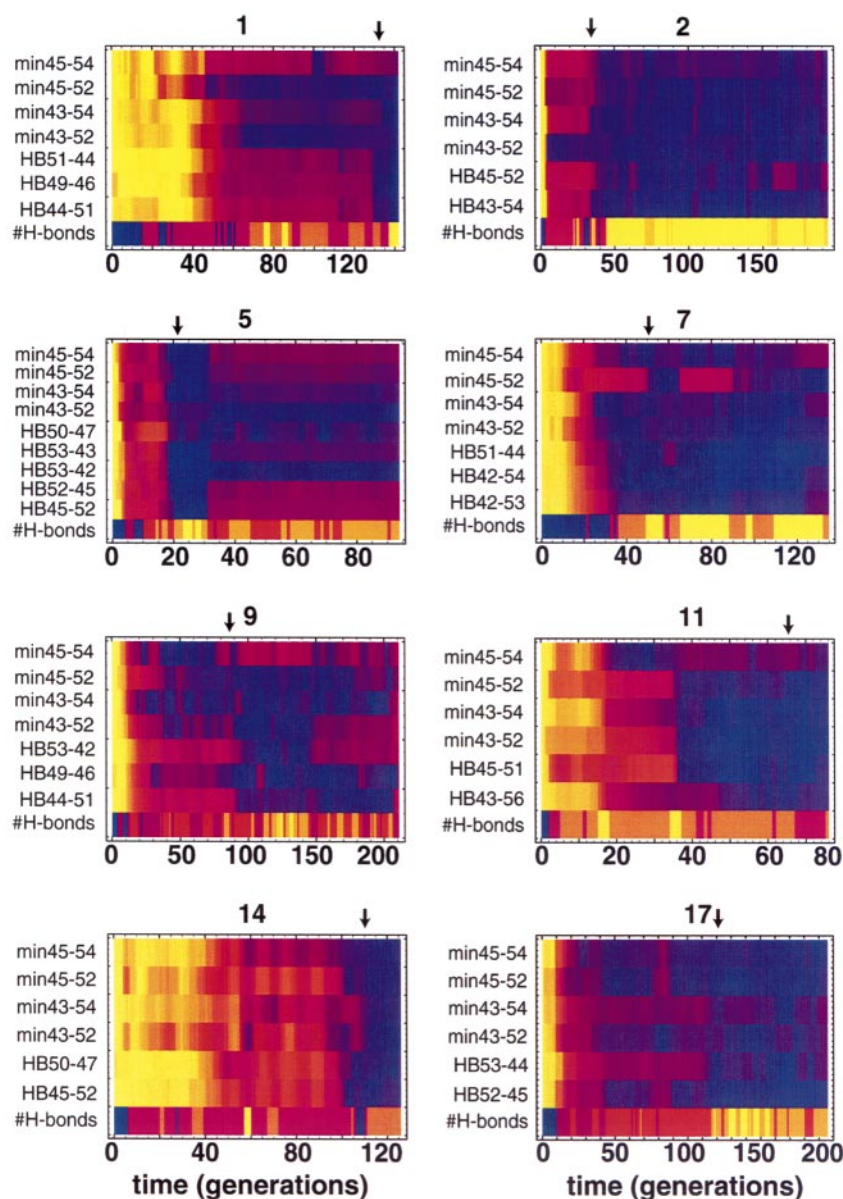 1
min45-54
min45-52
min43-54
min43-52
HB51-44
HB49-46
HB44-51
#H-bonds
0 40 80 120
2
min45-54
min45-52
min43-54
min43-52
HB45-52
HB43-54
#H-bonds
0 50 100 150
5
min45-54
min45-52
min43-54
min43-52
HB50-47
HB53-43
HB53-42
HB52-45
HB45-52
#H-bonds
0 20 40 60 80
7
min45-54
min45-52
min43-54
min43-52
HB51-44
HB42-54
HB42-53
#H-bonds
0 40 80 120
9
min45-54
min45-52
min43-54
min43-52
HB53-42
HB49-46
HB44-51
#H-bonds
0 50 100 150 200
11
min45-54
min45-52
min43-54
min43-52
HB45-51
HB43-56
#H-bonds
0 20 40 60 80
14
min45-54
min45-52
min43-54
min43-52
HB50-47
HB45-52
#H-bonds
0 40 80 120
time (generations)
17
min45-54
min45-52
min43-54
min43-52
HB53-44
HB52-45
#H-bonds
0 50 100 150 200
time (generations)